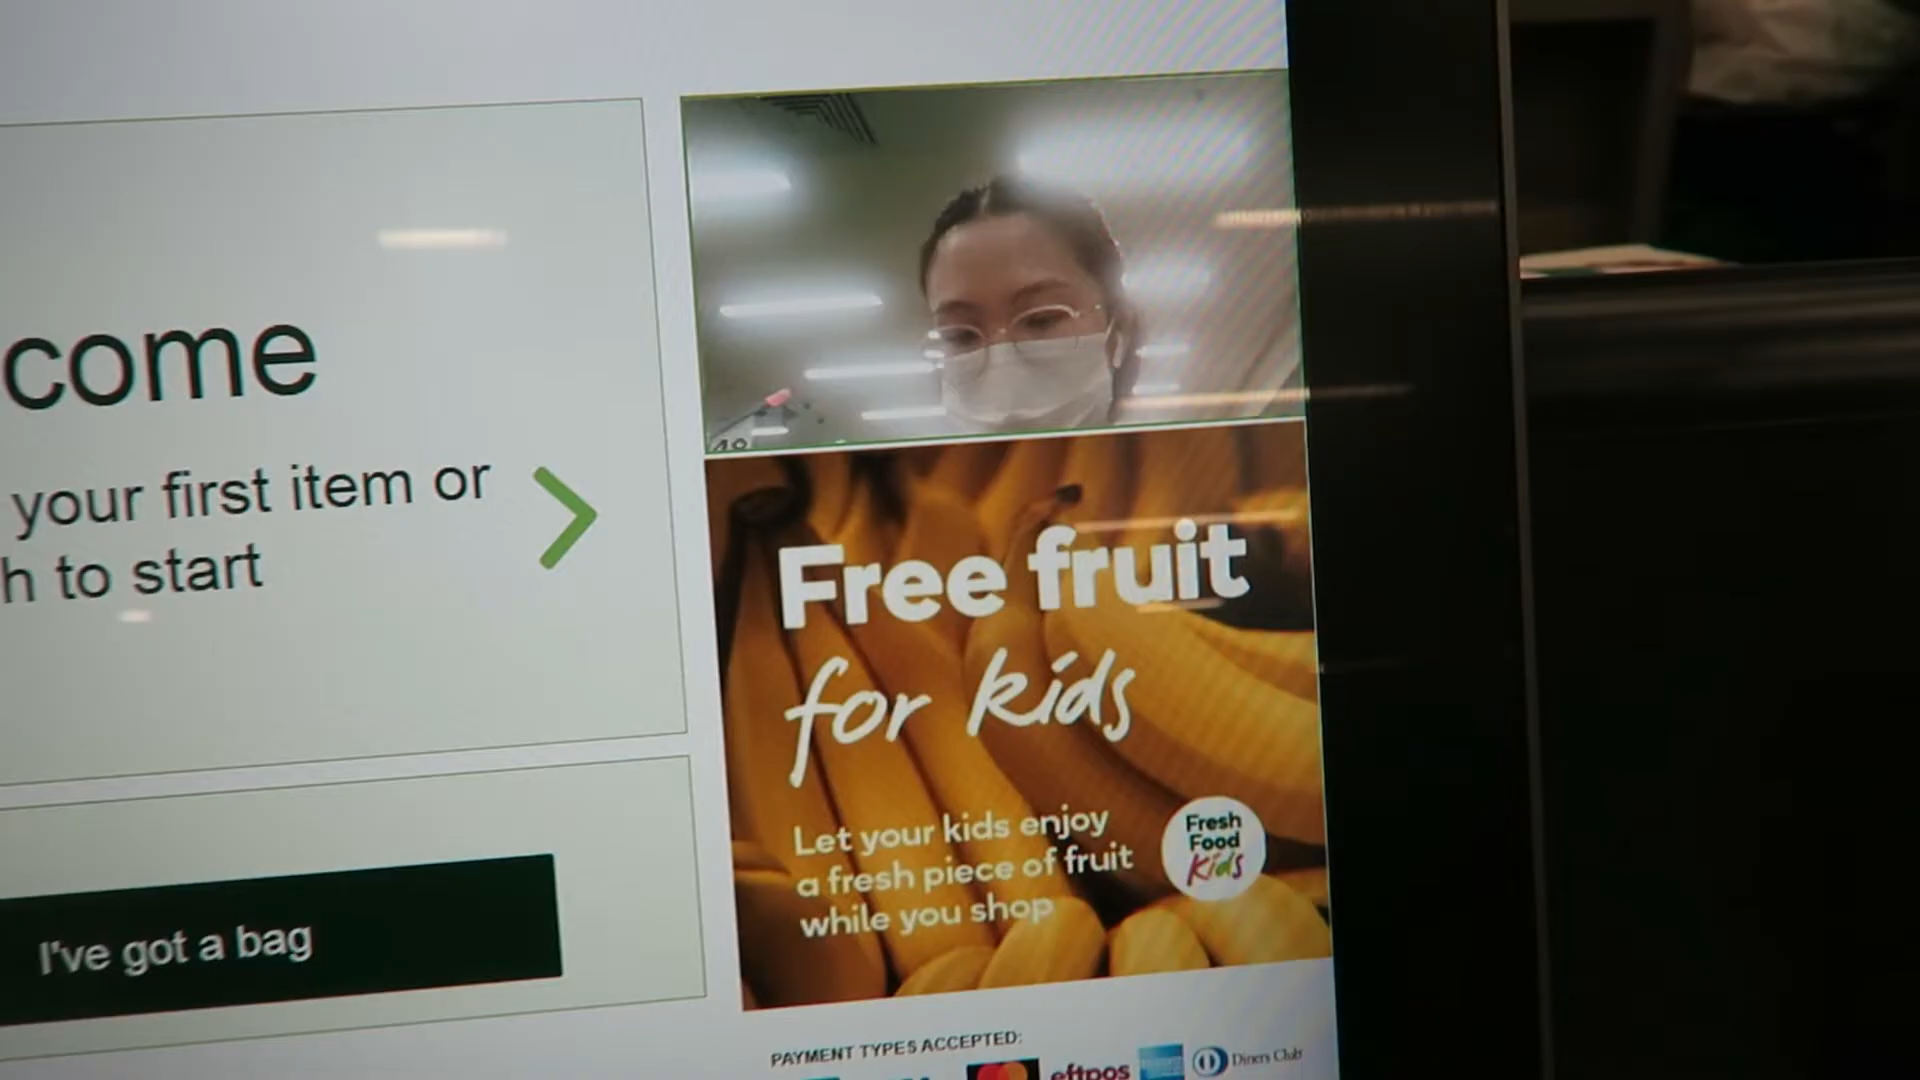 come
your first item or
h to start
I've got a bag
Free fruit
for kids
Let your kids enjoy
a fresh piece of fruit
while you shop
Fresh
Food
Kids
PAYMENT TYPES ACCEPTED:
eftpos
Diners Club